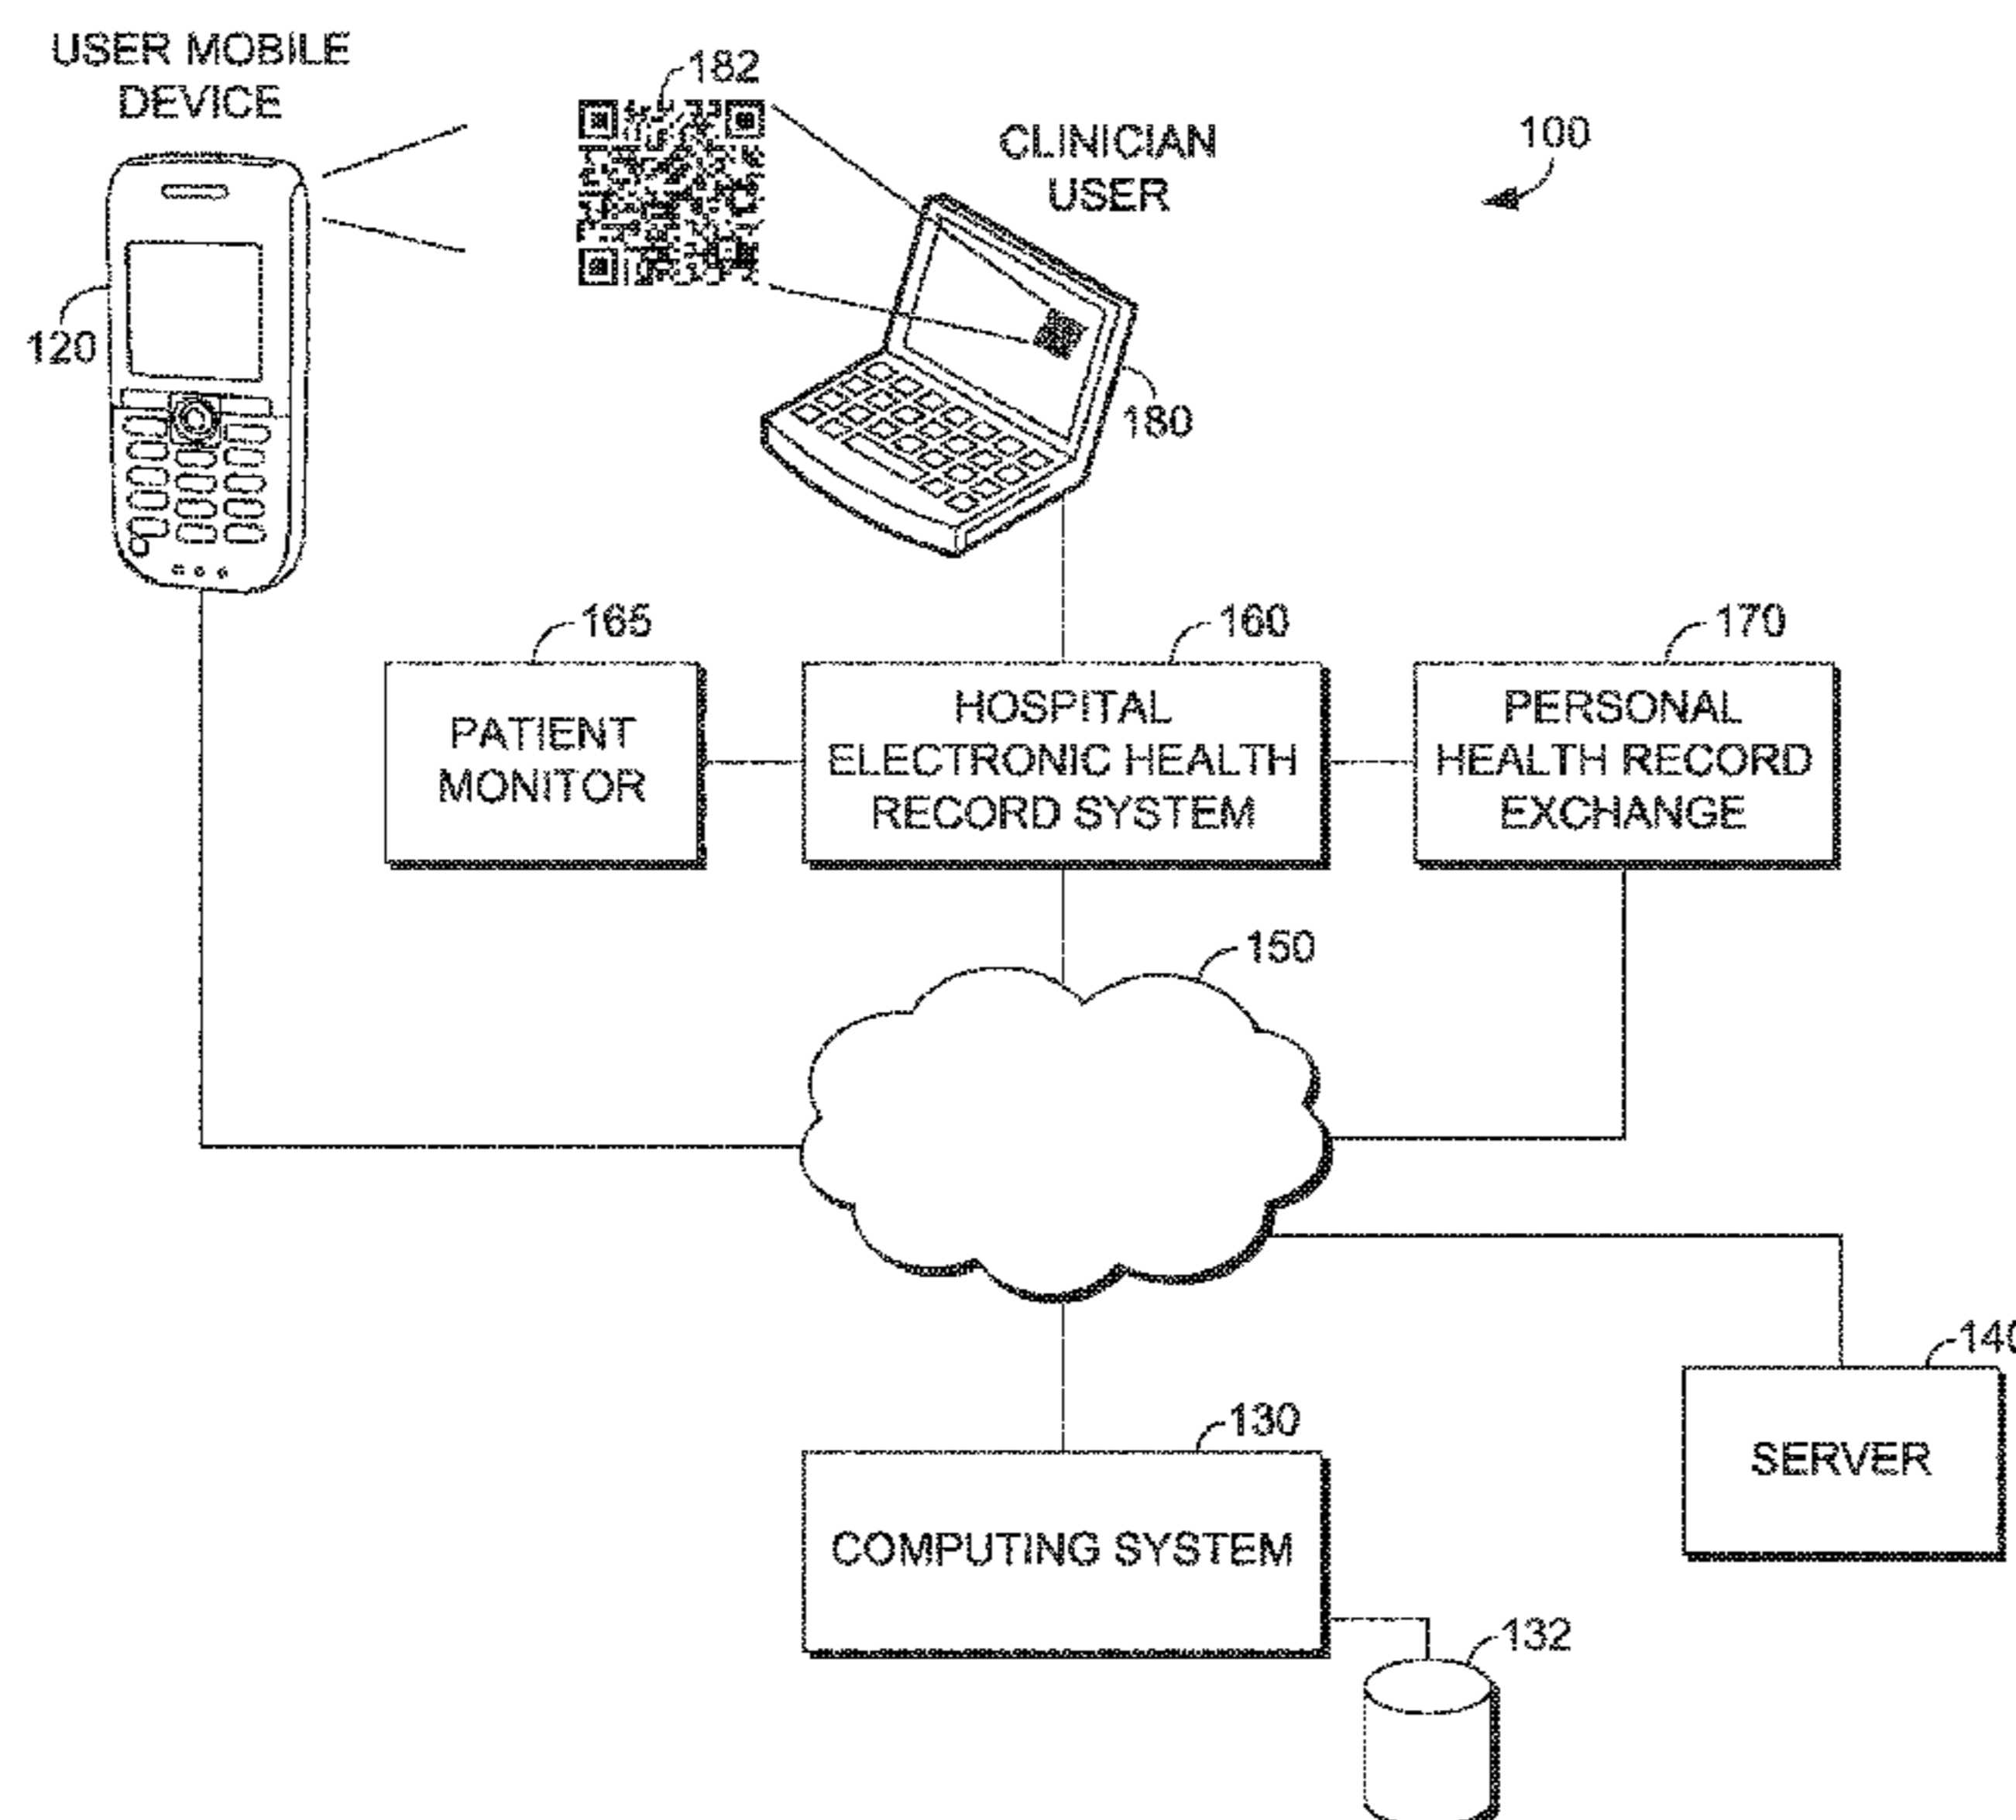 USER MOBILE
DEVICE
182
CLINICIAN
USER
100
120
180
165
160
170
PATIENT
MONITOR
HOSPITAL
ELECTRONIC HEALTH
RECORD SYSTEM
PERSONAL
HEALTH RECORD
EXCHANGE
150
140
SERVER
130
COMPUTING SYSTEM
132